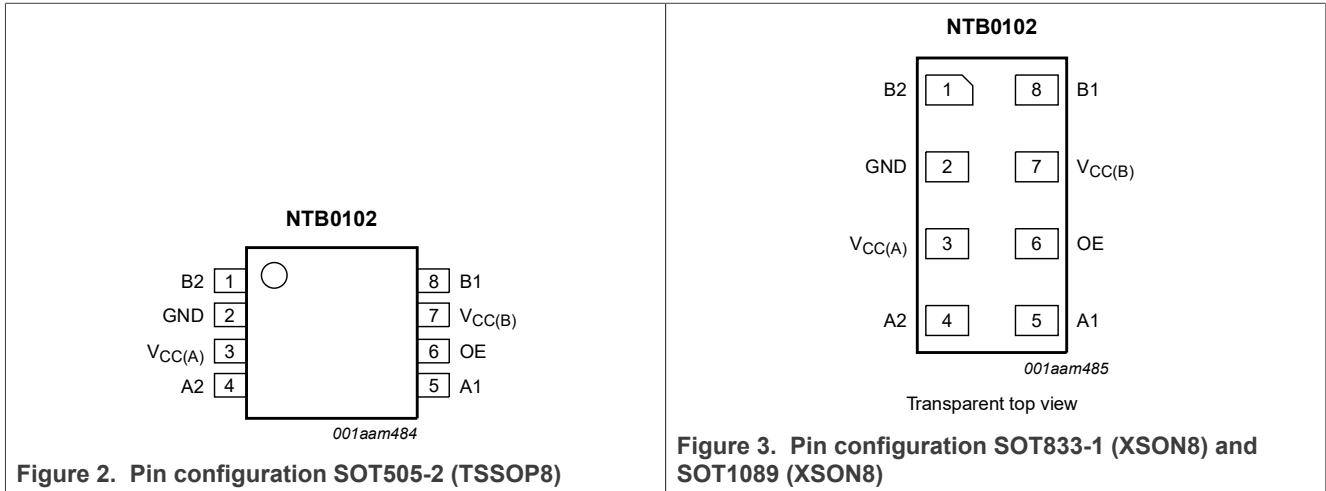 NTB0102
B2 1 8 B1
GND 2 7 VCC(B)
VCC(A) 3 6 OE
A2 4 5 A1
001aam484
Figure 2. Pin configuration SOT505-2 (TSSOP8)
NTB0102
B2 1 8 B1
GND 2 7 VCC(B)
VCC(A) 3 6 OE
A2 4 5 A1
001aam485
Transparent top view
Figure 3. Pin configuration SOT833-1 (XSON8) and
SOT1089 (XSON8)